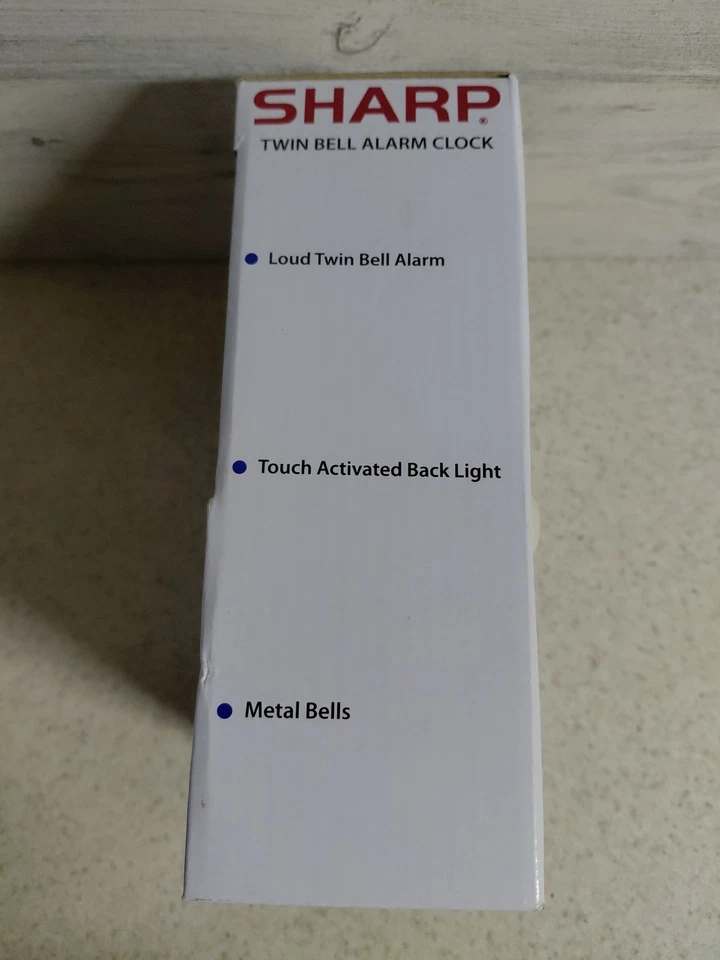 SHARP®
TWIN BELL ALARM CLOCK
• Loud Twin Bell Alarm
• Touch Activated Back Light
• Metal Bells